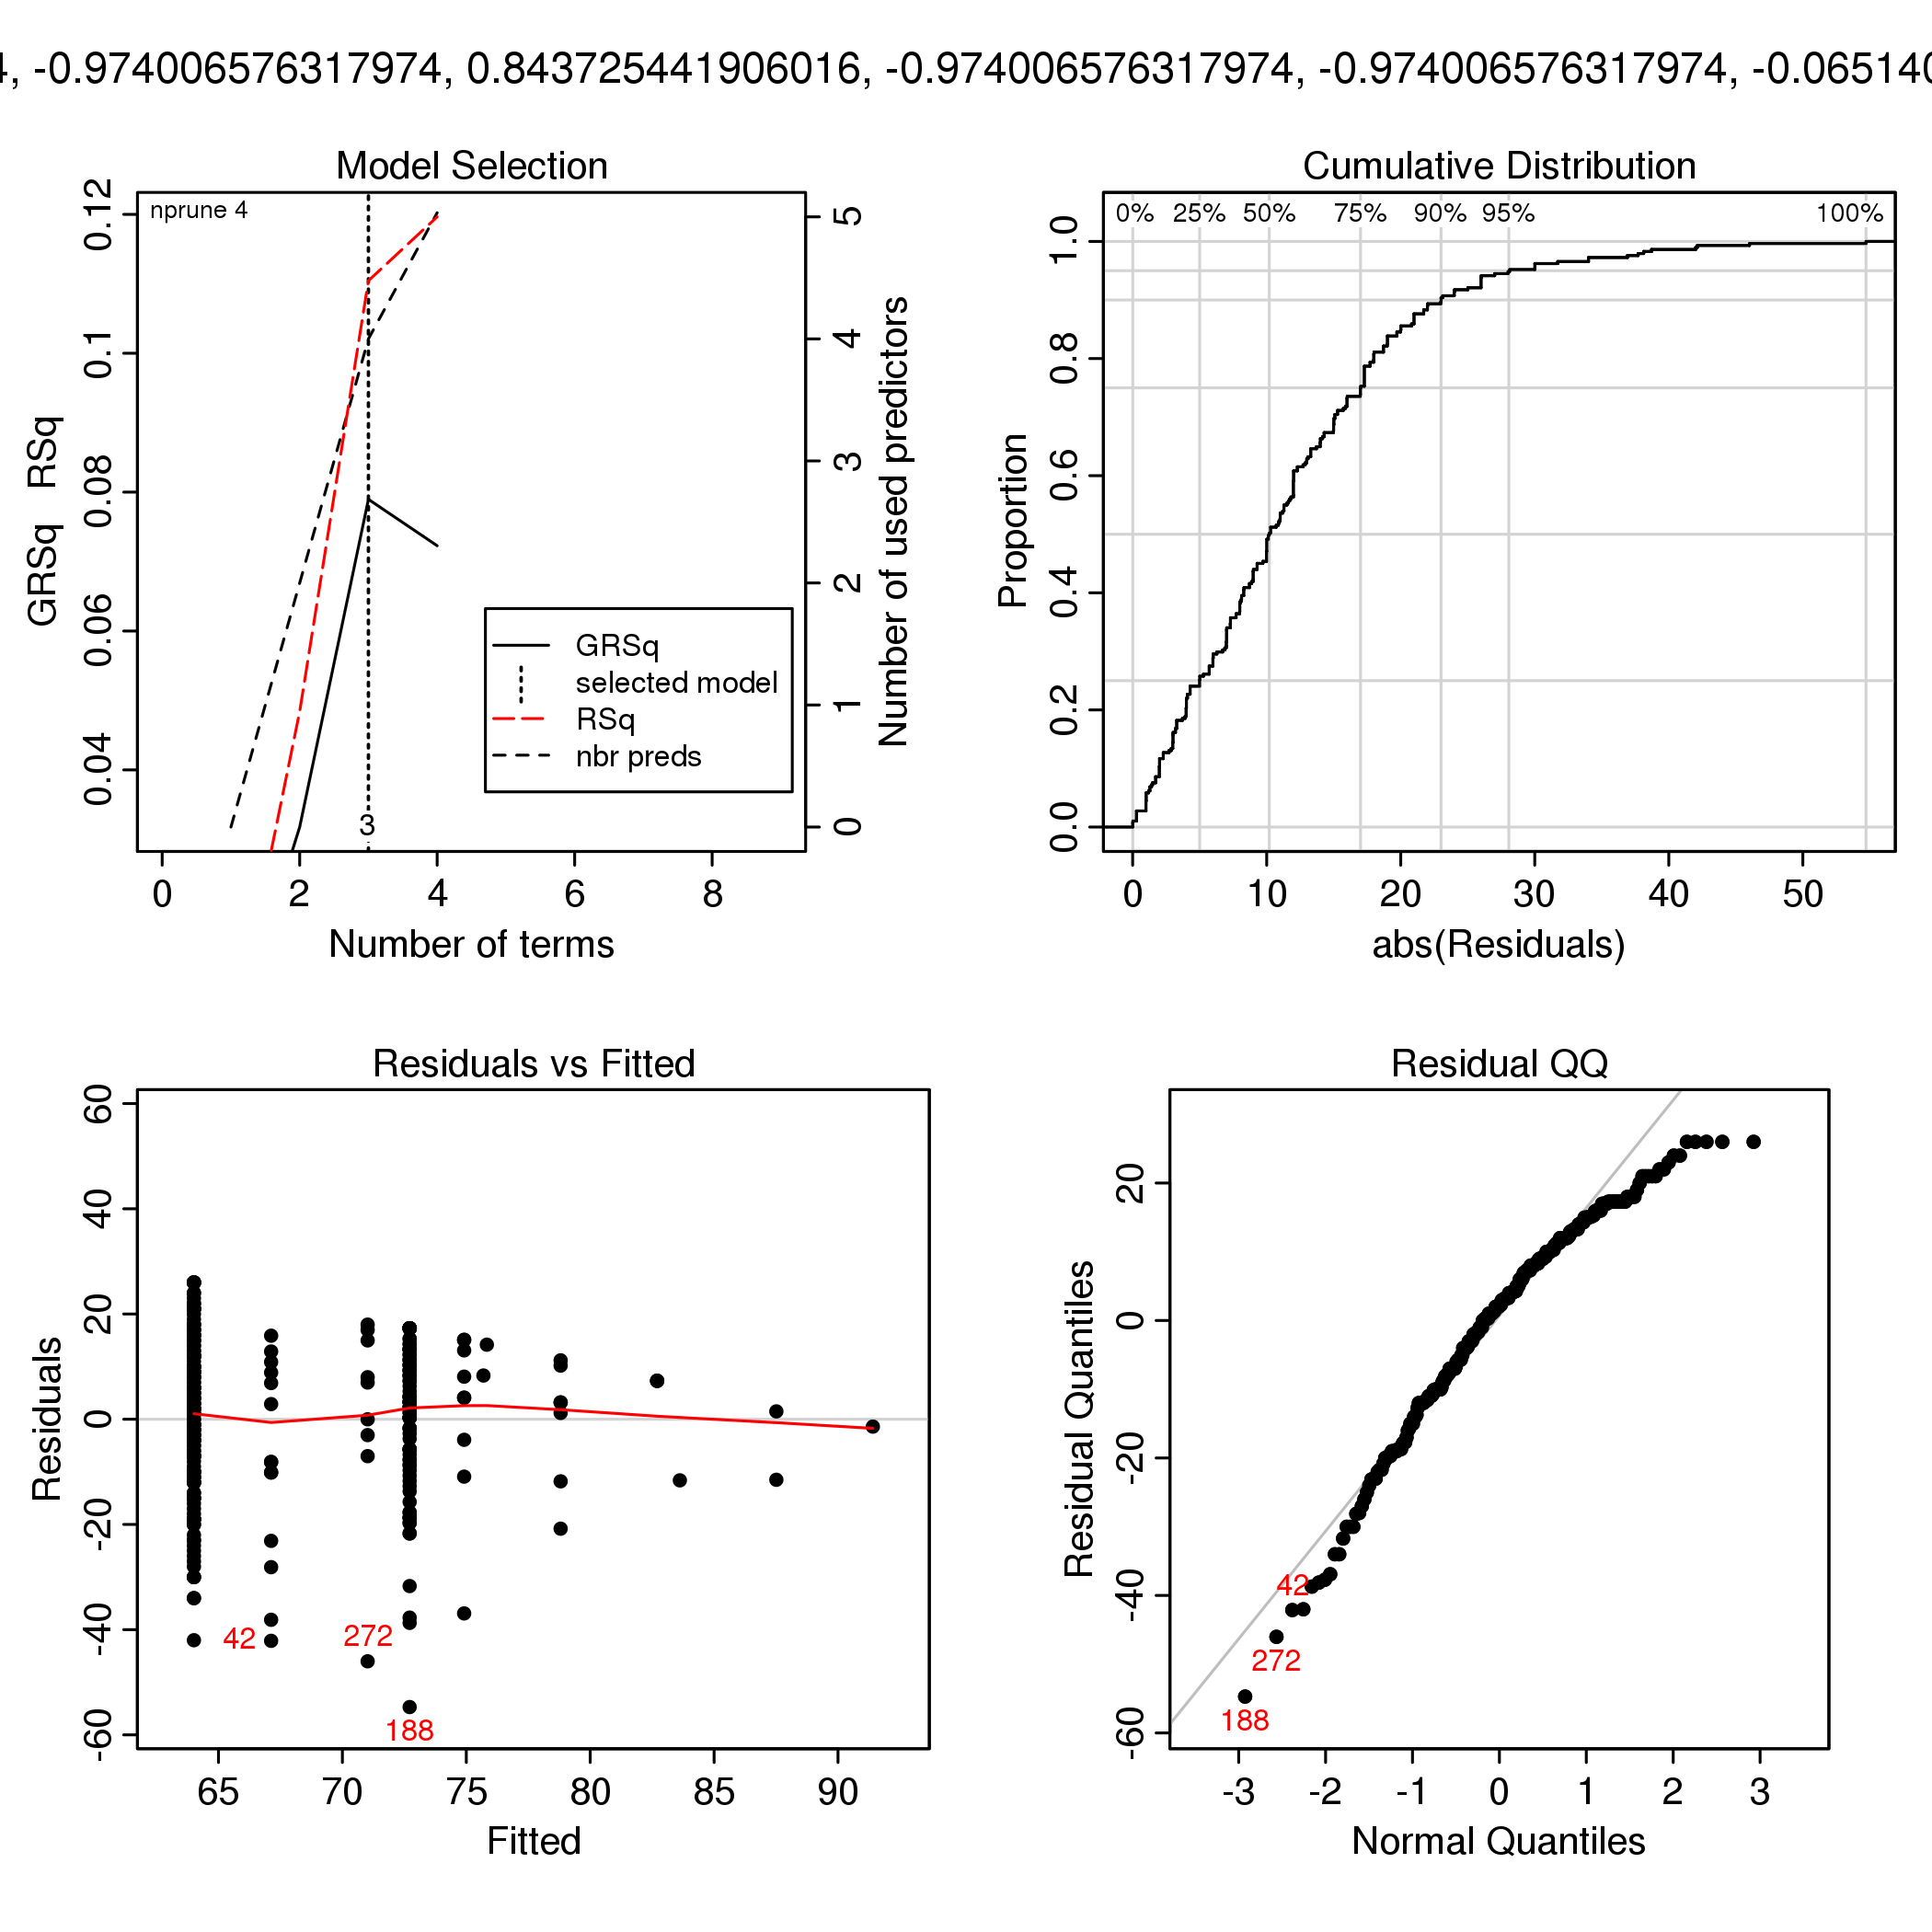 4, -0.974006576317974, 0.843725441906016, -0.974006576317974, -0.974006576317974, -0.065140
Model Selection
nprune 4
0.04 0.06 0.08 0.1 0.12
GRSq RSq
0 1 2 3 4 5
Number of used predictors
GRSq
selected model
RSq
nbr preds
3
0 2 4 6 8
Number of terms
Cumulative Distribution
0% 25% 50% 75% 90% 95% 100%
0.0 0.2 0.4 0.6 0.8 1.0
Proportion
0 10 20 30 40 50
abs(Residuals)
Residuals vs Fitted
-60 -40 -20 0 20 40 60
Residuals
42
272
188
65 70 75 80 85 90
Fitted
Residual QQ
-60 -40 -20 0 20
Residual Quantiles
42
272
188
-3 -2 -1 0 1 2 3
Normal Quantiles